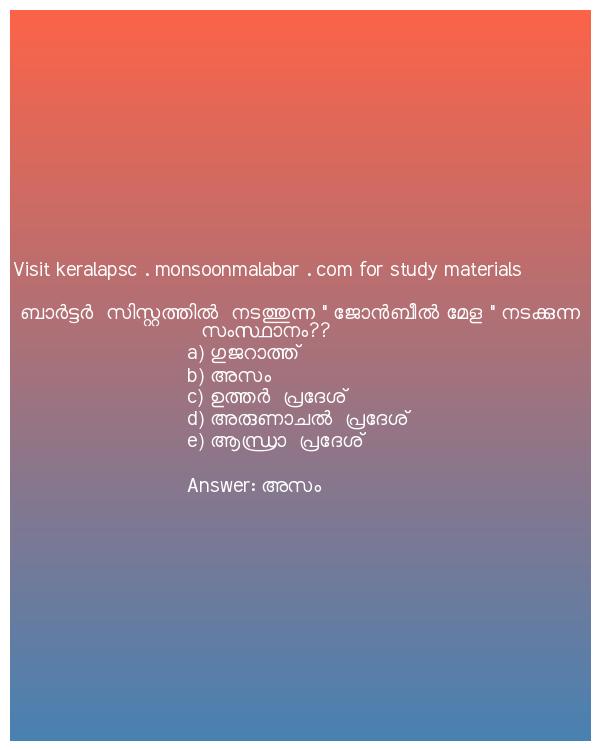 Visit keralapsc . monsoonmalabar . com for study materials
ബാർട്ടർ സിസ്റ്റത്തിൽ നടത്തുന്ന " ജോൻബീൽ മേള " നടക്കുന്ന
സംസ്ഥാനം??
a) ഗുജറാത്ത്
b) അസം
c) ഉത്തർ പ്രദേശ്
d) അരുണാചൽ പ്രദേശ്
e) ആന്ധ്രാ പ്രദേശ്
Answer: അസം